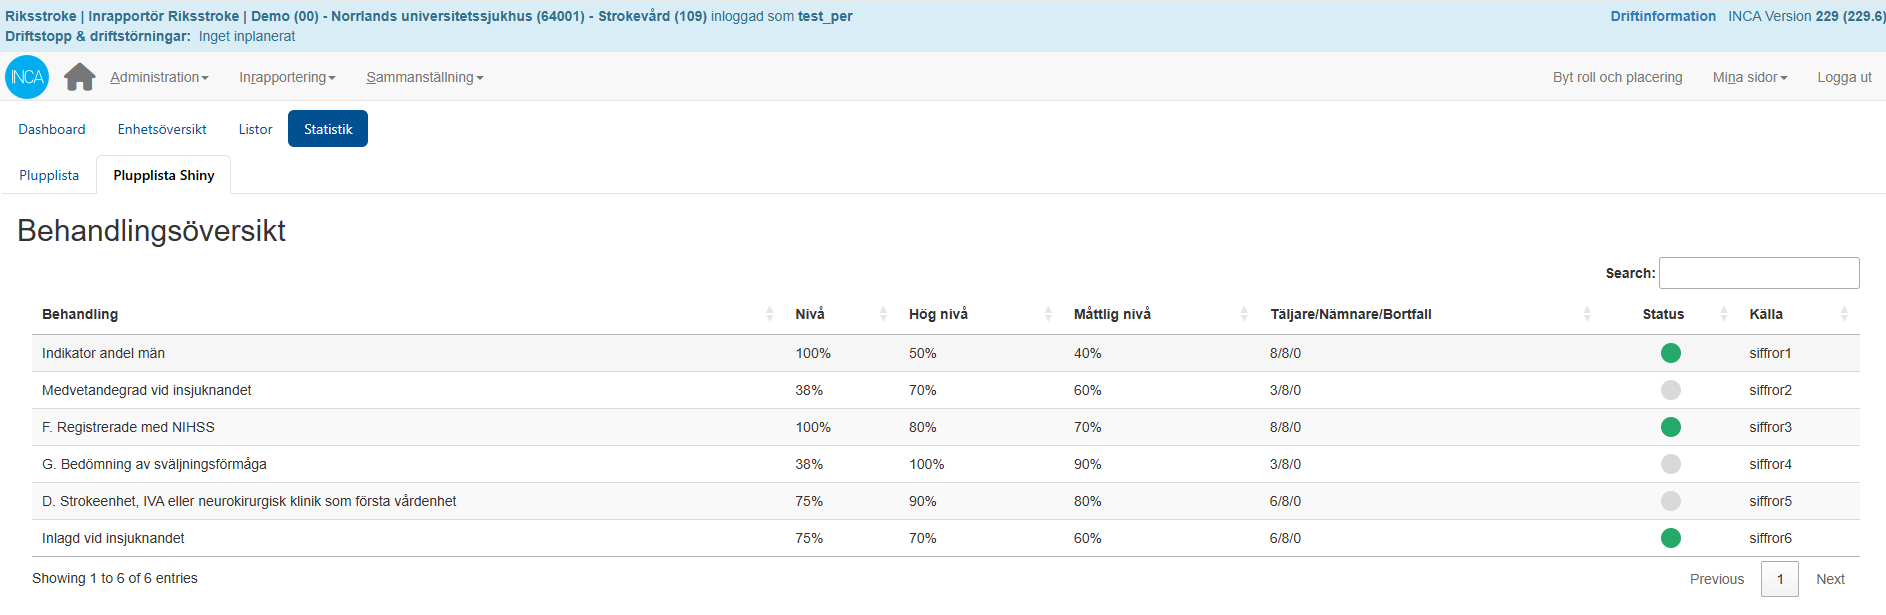 Riksstroke | Inrapportör Riksstroke | Demo (00) - Norrlands universitetssjukhus (64001) - Strokevård (109) inloggad som test_per Driftinformation INCA Version 229 (229.6)
Driftstopp & driftstörningar: Inget inplanerat
INCA Administration Inrapportering Sammanställning Byt roll och placering Mina sidor Logga ut
Dashboard Enhetsöversikt Listor Statistik
Plupplista Plupplista Shiny
Behandlingsöversikt
Search:
Behandling Nivå Hög nivå Måttlig nivå Täljare/Nämnare/Bortfall Status Källa
Indikator andel män 100% 50% 40% 8/8/0 siffror1
Medvetandegrad vid insjuknandet 38% 70% 60% 3/8/0 siffror2
F. Registrerade med NIHSS 100% 80% 70% 8/8/0 siffror3
G. Bedömning av sväljningsförmåga 38% 100% 90% 3/8/0 siffror4
D. Strokeenhet, IVA eller neurokirurgisk klinik som första vårdenhet 75% 90% 80% 6/8/0 siffror5
Inlagd vid insjuknandet 75% 70% 60% 6/8/0 siffror6
Showing 1 to 6 of 6 entries Previous 1 Next